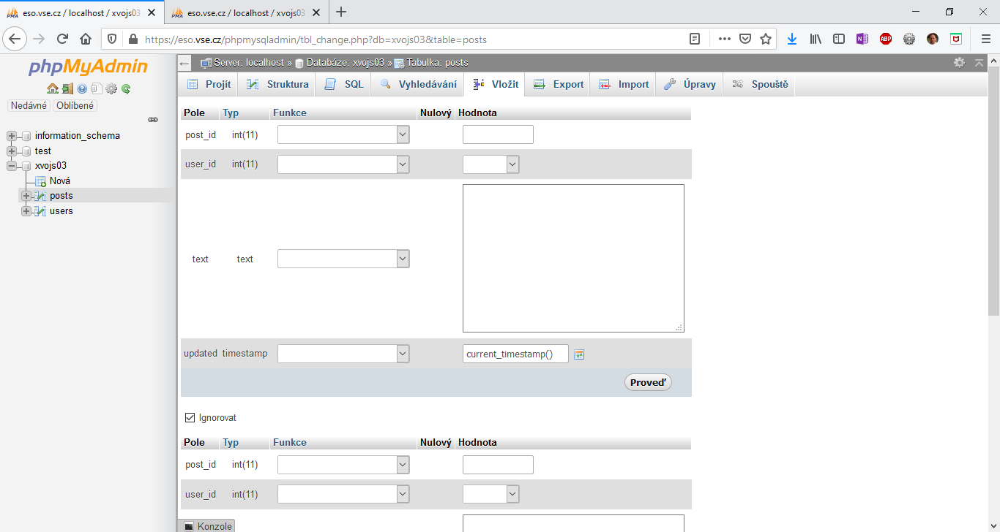 eso.vse.cz / localhost / xvojs03
eso.vse.cz / localhost / xvojs03
https://eso.vse.cz/phpmysqladmin/tbl_change.php?db=xvojs03&table=posts
ABP
phpMyAdmin
Nedávné Oblíbené
information_schema
test
xvojs03
Nová
posts
users
Server: localhost » Databáze: xvojs03 » Tabulka: posts
Projít Struktura SQL Vyhledávání Vložit Export Import Úpravy Spouště
Pole Typ Funkce Nulový Hodnota
post_id int(11)
user_id int(11)
text text
updated timestamp current_timestamp()
Proveď
Ignorovat
Pole Typ Funkce Nulový Hodnota
post_id int(11)
user_id int(11)
Konzole